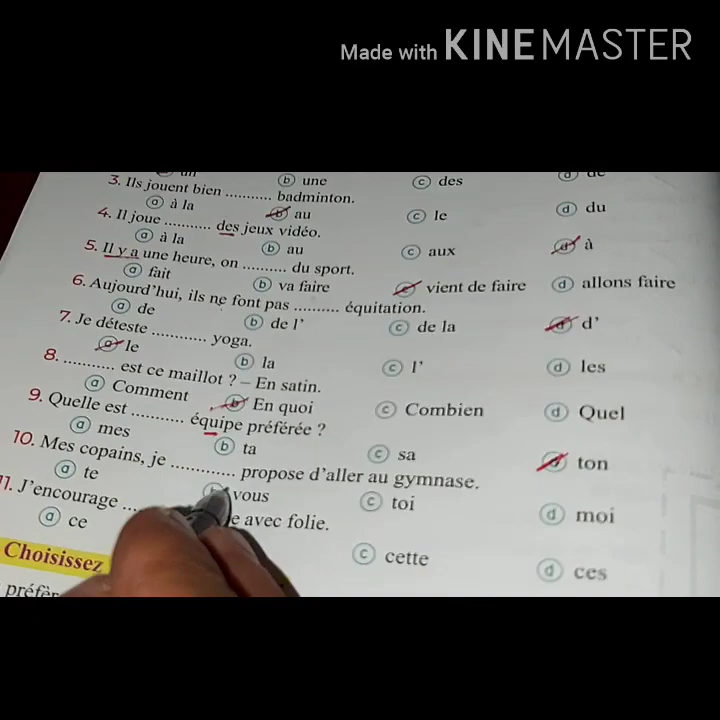 Made with KINEMASTER
un
ⓑ une
ⓒ des
ⓓ de
3. Ils jouent bien ........... badminton.
ⓐ à la
ⓑ au
ⓒ le
ⓓ du
4. Il joue ........... des jeux vidéo.
ⓐ à la
ⓑ au
ⓒ aux
ⓓ à
5. Il y a une heure, on .......... du sport.
ⓐ fait
ⓑ va faire
ⓒ vient de faire
ⓓ allons faire
6. Aujourd'hui, ils ne font pas .......... équitation.
ⓐ de
ⓑ de l'
ⓒ de la
ⓓ d'
7. Je déteste ............ yoga.
ⓐ le
ⓑ la
ⓒ l'
ⓓ les
8. ........... est ce maillot ? – En satin.
ⓐ Comment
ⓑ En quoi
ⓒ Combien
ⓓ Quel
9. Quelle est ........... équipe préférée ?
ⓐ mes
ⓑ ta
ⓒ sa
ⓓ ton
10. Mes copains, je ............. propose d'aller au gymnase.
ⓐ te
ⓑ vous
ⓒ toi
ⓓ moi
11. J'encourage ... e avec folie.
ⓐ ce
ⓒ cette
ⓓ ces
Choisissez
préfèr